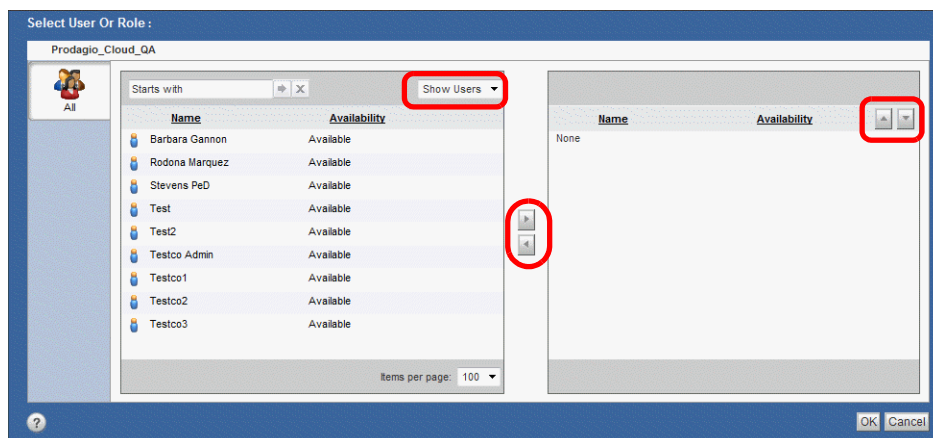 Select User Or Role :
Prodagio_Cloud_QA
All
Starts with
X
Show Users
Name Availability
Barbara Gannon Available
Rodona Marquez Available
Stevens PeD Available
Test Available
Test2 Available
Testco Admin Available
Testco1 Available
Testco2 Available
Testco3 Available
Items per page: 100
Name Availability
None
?
OK Cancel